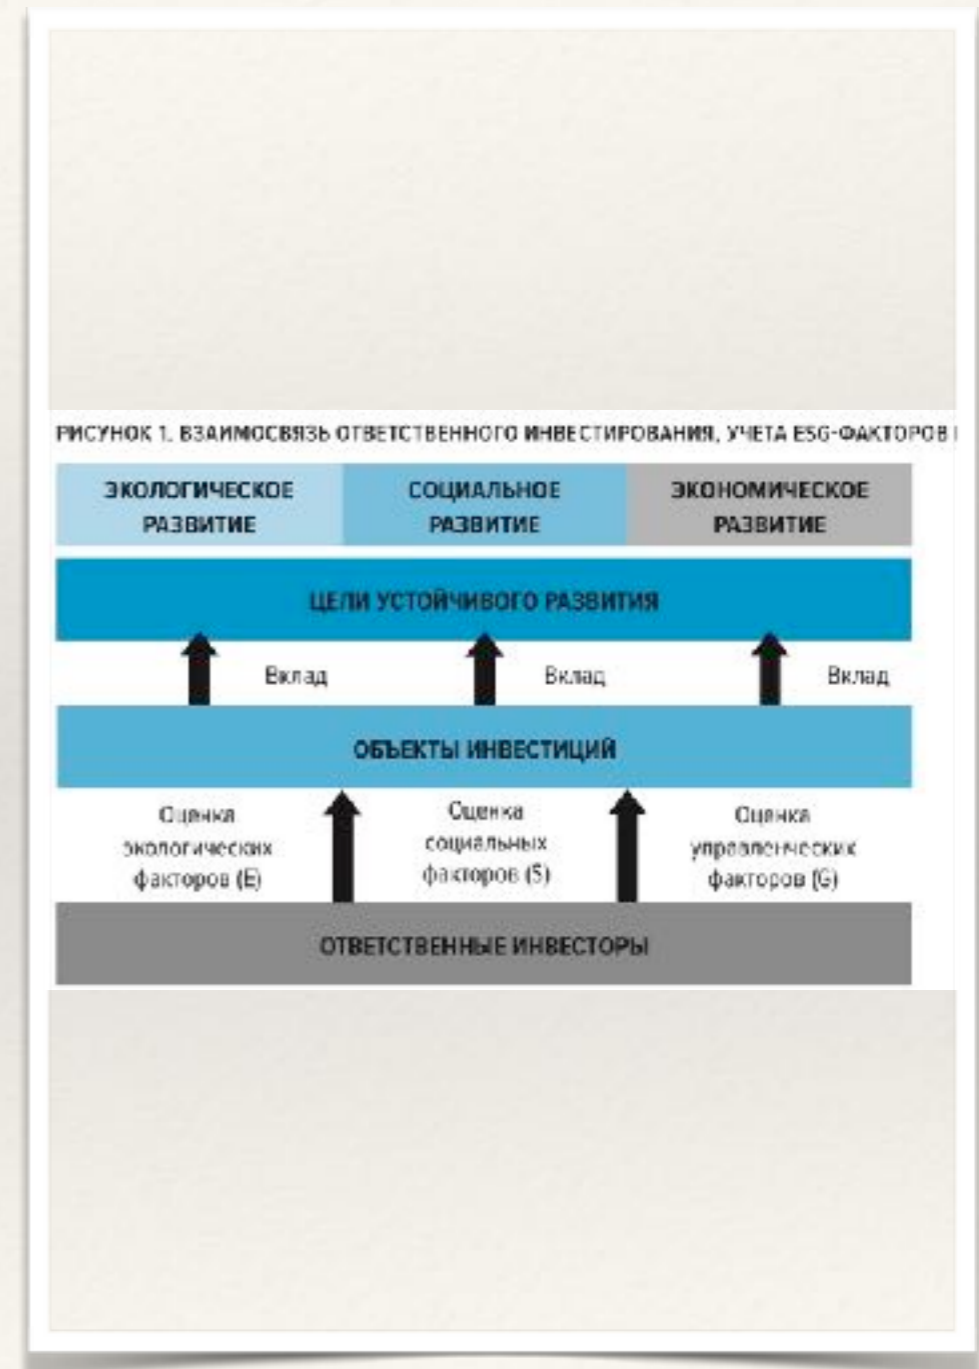 РИСУНОК 1. ВЗАИМОСВЯЗЬ ОТВЕТСТВЕННОГО ИНВЕСТИРОВАНИЯ, УЧЕТА ESG-ФАКТОРОВ
ЭКОЛОГИЧЕСКОЕ СОЦИАЛЬНОЕ ЭКОНОМИЧЕСКОЕ
РАЗВИТИЕ РАЗВИТИЕ РАЗВИТИЕ
ЦЕЛИ УСТОЙЧИВОГО РАЗВИТИЯ
Вклад Вклад Вклад
ОБЪЕКТЫ ИНВЕСТИЦИЙ
Оценка Оценка Оценка
экологических социальных управленческих
факторов (E) факторов (S) факторов (G)
ОТВЕТСТВЕННЫЕ ИНВЕСТОРЫ